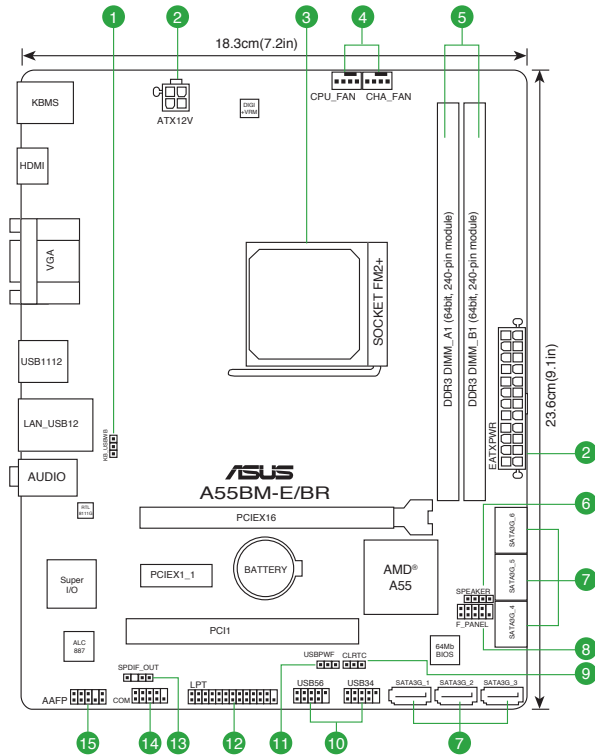 1
2
3
4
5
18.3cm(7.2in)
KBMS
ATX12V
DIGI
+VRM
CPU_FAN
CHA_FAN
HDMI
VGA
SOCKET FM2+
DDR3 DIMM_A1 (64bit, 240-pin module)
DDR3 DIMM_B1 (64bit, 240-pin module)
23.6cm(9.1in)
USB1112
LAN_USB12
KB_USBWB
EATXPWR
2
AUDIO
ASUS
A55BM-E/BR
RTL
8111G
PCIEX16
6
SATA3G_6
Super
I/O
PCIEX1_1
BATTERY
AMD®
A55
SATA3G_5
7
SPEAKER
F_PANEL
SATA3G_4
ALC
887
PCI1
64Mb
BIOS
8
SPDIF_OUT
11
USBPWF
CLRTC
9
AAFP
COM
LPT
USB56
USB34
SATA3G_1
SATA3G_2
SATA3G_3
15
14
13
12
10
7